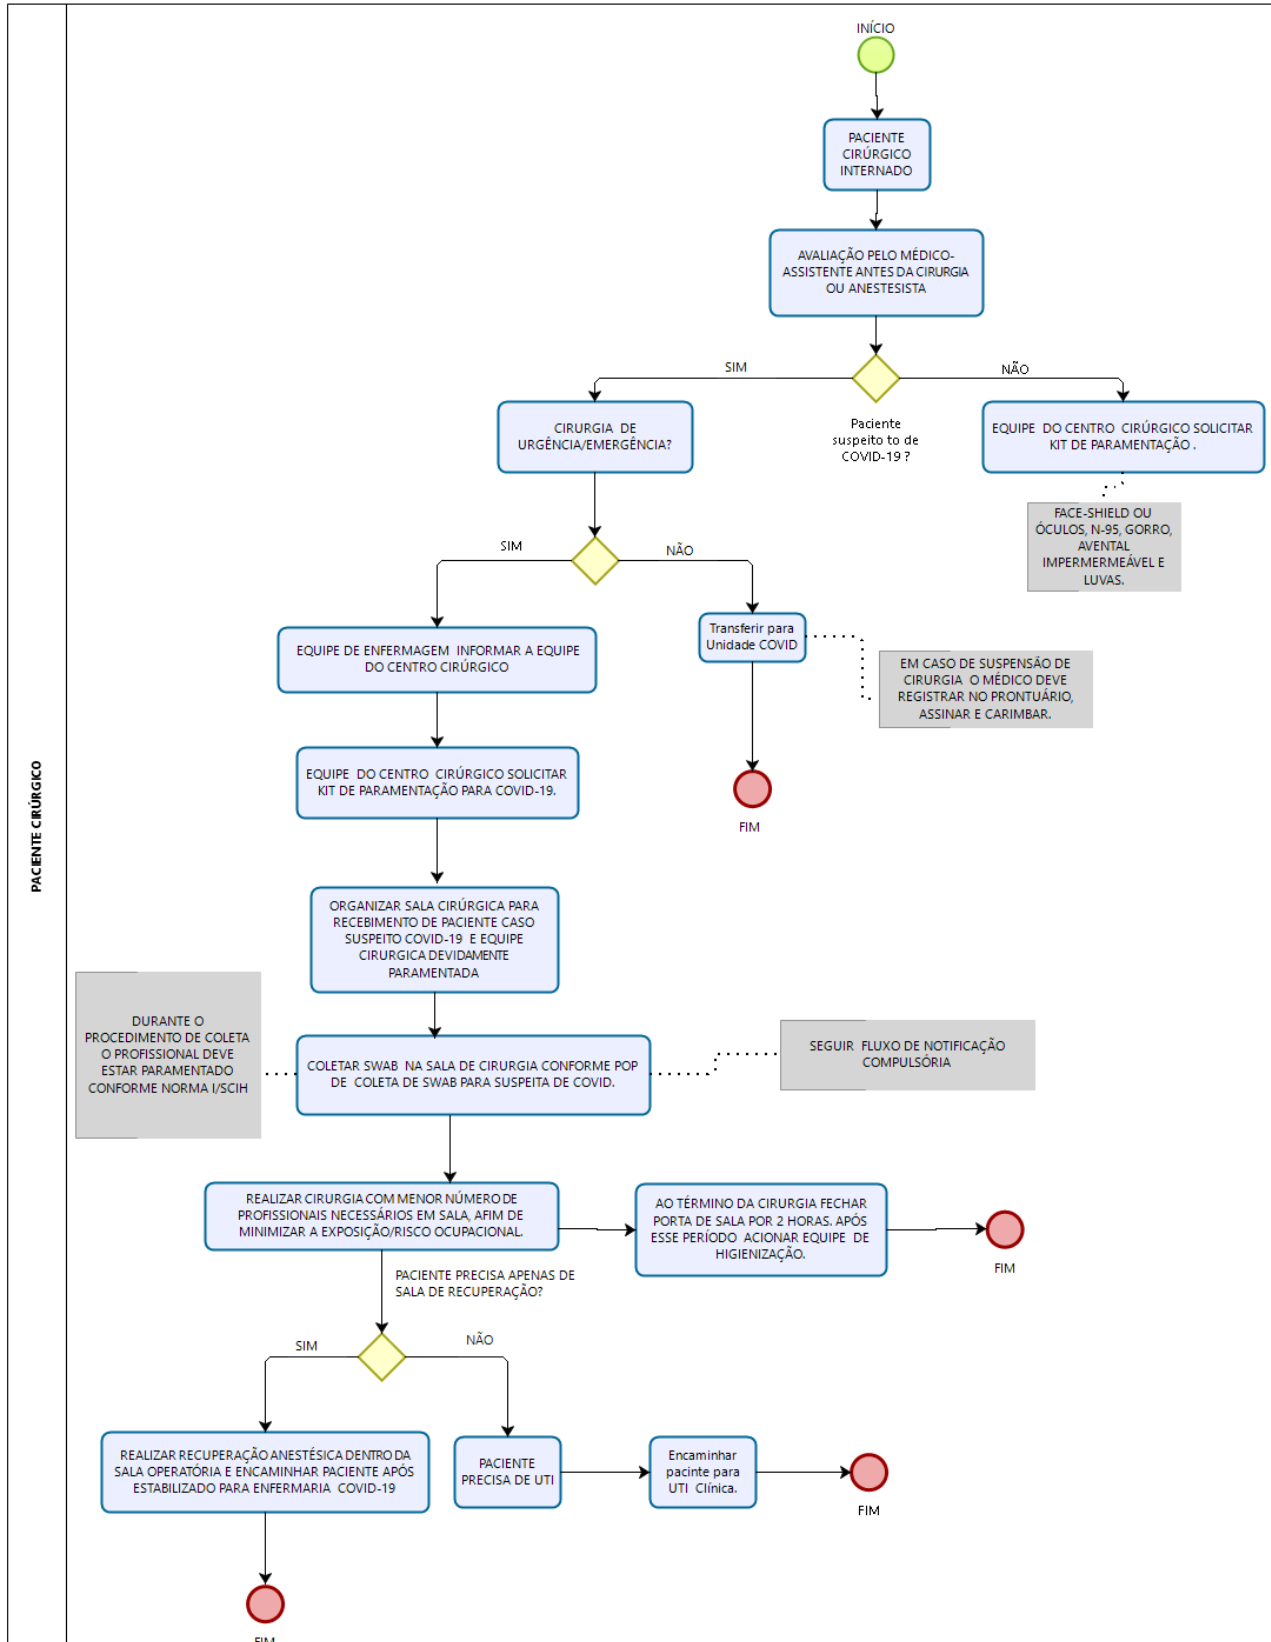 PACIENTE CIRÚRGICO
INÍCIO
PACIENTE
CIRÚRGICO
INTERNADO
AVALIAÇÃO PELO MÉDICO-
ASSISTENTE ANTES DA CIRURGIA
OU ANESTESISTA
SIM
NÃO
Paciente
suspeito to de
COVID-19 ?
CIRURGIA DE
URGÊNCIA/EMERGÊNCIA?
EQUIPE DO CENTRO CIRÚRGICO SOLICITAR
KIT DE PARAMENTAÇÃO .
FACE-SHIELD OU
ÓCULOS, N-95, GORRO,
AVENTAL
IMPERMERMEÁVEL E
LUVAS.
SIM
NÃO
EQUIPE DE ENFERMAGEM INFORMAR A EQUIPE
DO CENTRO CIRÚRGICO
Transferir para
Unidade COVID
EM CASO DE SUSPENSÃO DE
CIRURGIA O MÉDICO DEVE
REGISTRAR NO PRONTUÁRIO,
ASSINAR E CARIMBAR.
FIM
EQUIPE DO CENTRO CIRÚRGICO SOLICITAR
KIT DE PARAMENTAÇÃO PARA COVID-19.
ORGANIZAR SALA CIRÚRGICA PARA
RECEBIMENTO DE PACIENTE CASO
SUSPEITO COVID-19 E EQUIPE
CIRURGICA DEVIDAMENTE
PARAMENTADA
DURANTE O
PROCEDIMENTO DE COLETA
O PROFISSIONAL DEVE
ESTAR PARAMENTADO
CONFORME NORMA I/SCIH
COLETAR SWAB NA SALA DE CIRURGIA CONFORME POP
DE COLETA DE SWAB PARA SUSPEITA DE COVID.
SEGUIR FLUXO DE NOTIFICAÇÃO
COMPULSÓRIA
REALIZAR CIRURGIA COM MENOR NÚMERO DE
PROFISSIONAIS NECESSÁRIOS EM SALA, AFIM DE
MINIMIZAR A EXPOSIÇÃO/RISCO OCUPACIONAL.
AO TÉRMINO DA CIRURGIA FECHAR
PORTA DE SALA POR 2 HORAS. APÓS
ESSE PERÍODO ACIONAR EQUIPE DE
HIGIENIZAÇÃO.
FIM
PACIENTE PRECISA APENAS DE
SALA DE RECUPERAÇÃO?
SIM
NÃO
REALIZAR RECUPERAÇÃO ANESTÉSICA DENTRO DA
SALA OPERATÓRIA E ENCAMINHAR PACIENTE APÓS
ESTABILIZADO PARA ENFERMARIA COVID-19
PACIENTE
PRECISA DE UTI
Encaminhar
pacinte para
UTI Clínica.
FIM
FIM